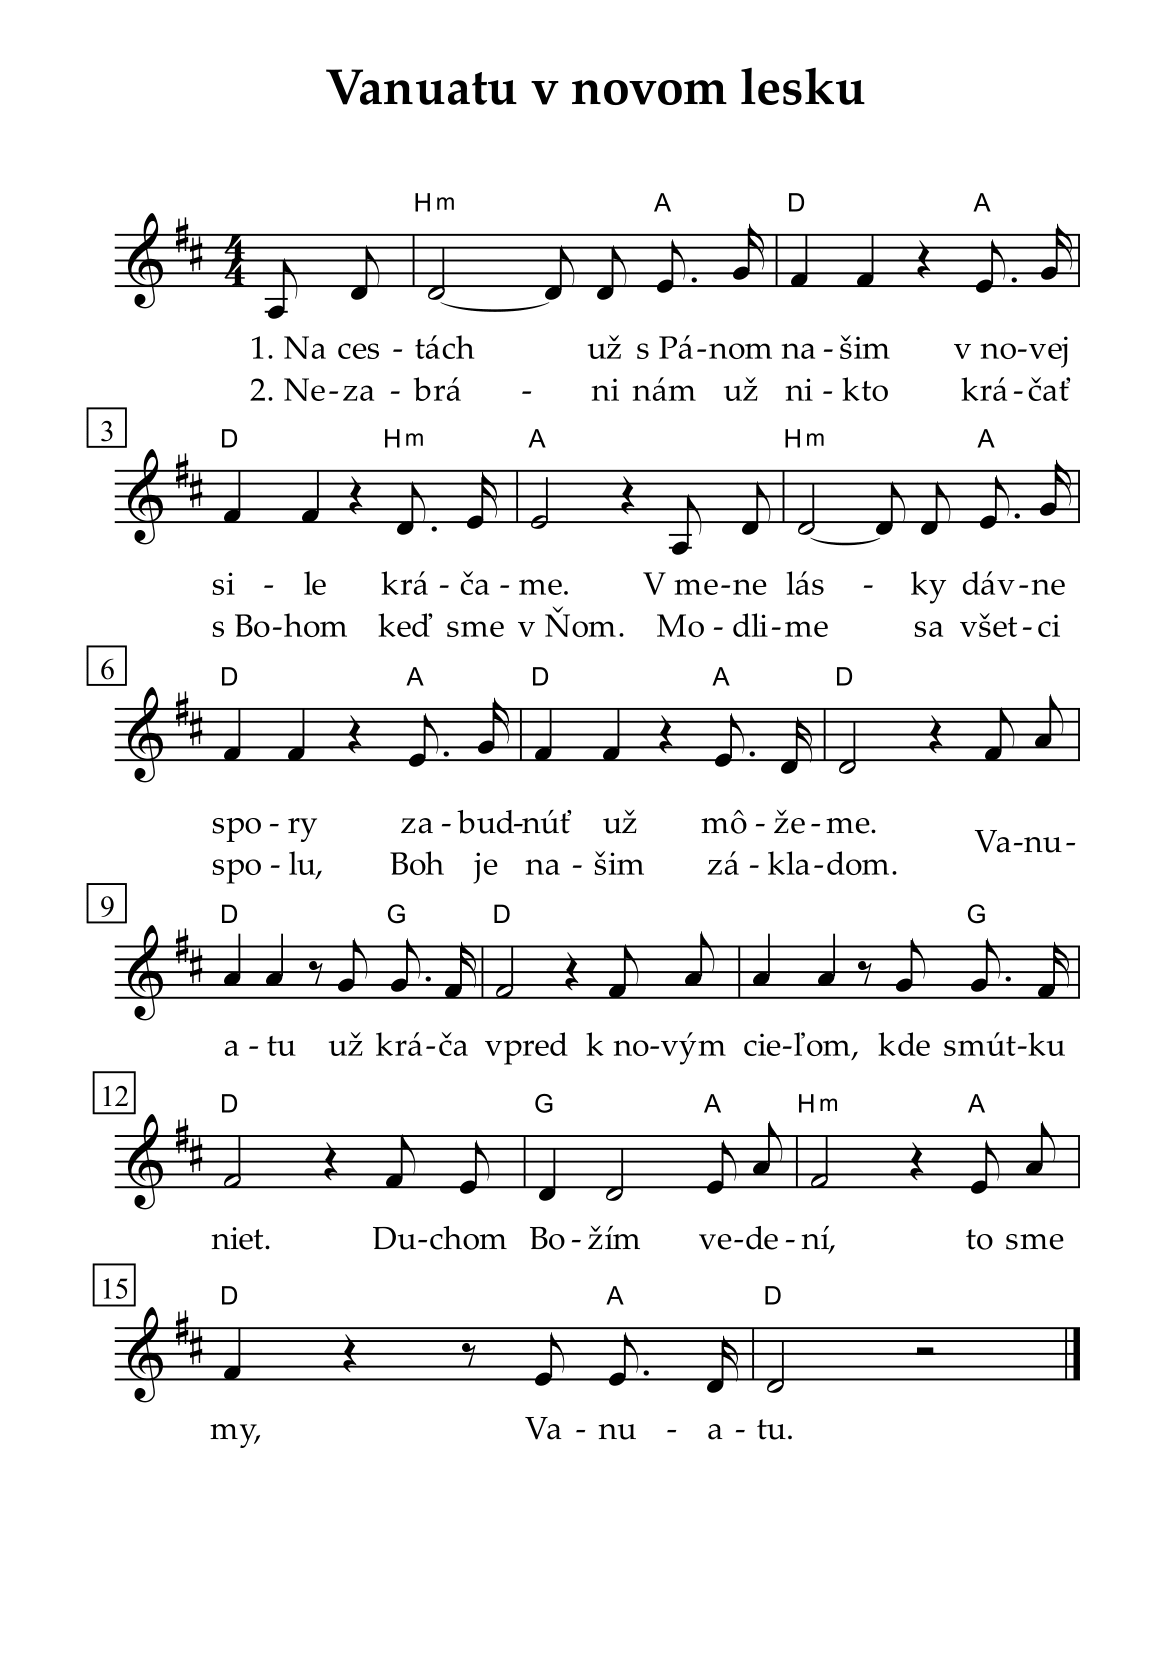 Vanuatu v novom lesku
Hm A D A
1. Na ces - tách už s Pá - nom na - šim v no - vej
2. Ne - za - brá - ni nám už ni - kto krá - čať
3
D Hm A Hm A
si - le krá - ča - me. V me - ne lás - ky dáv - ne
s Bo - hom keď sme v Ňom. Mo - dli - me sa všet - ci
6
D A D A D
spo - ry za - bud - núť už mô - že - me.
Va - nu -
spo - lu, Boh je na - šim zá - kla - dom.
9
D G D G
a - tu už krá - ča vpred k no - vým cie - ľom, kde smút - ku
12
D G A Hm A
niet. Du - chom Bo - žím ve - de - ní, to sme
15
D A D
my, Va - nu - a - tu.